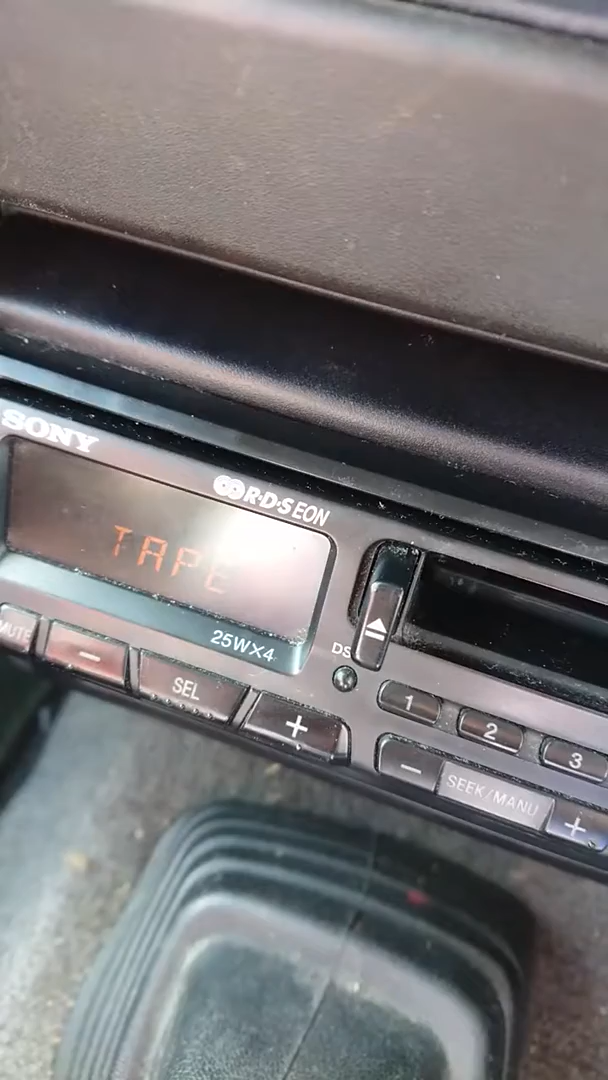 SONY
R·D·S EON
TAPE
25W×4
MUTE
−
SEL
+
DS
1
2
3
−
SEEK/MANU
+